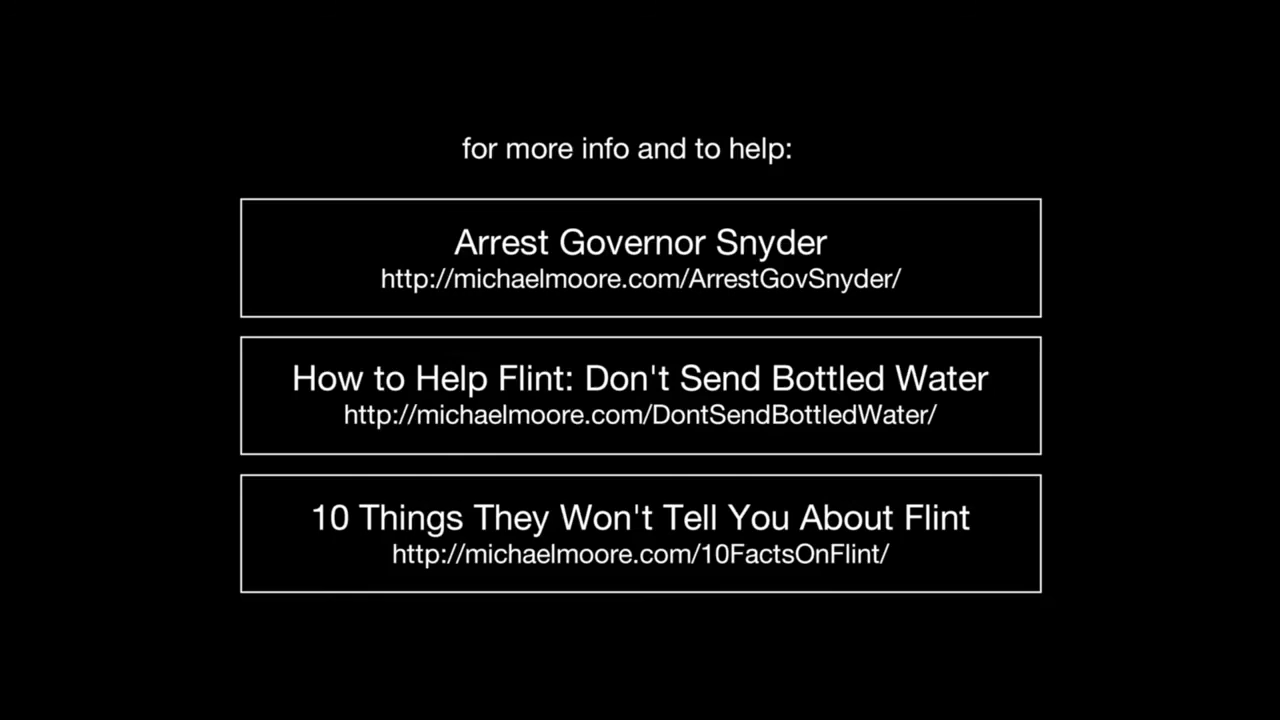 for more info and to help:
Arrest Governor Snyder
http://michaelmoore.com/ArrestGovSnyder/
How to Help Flint: Don't Send Bottled Water
http://michaelmoore.com/DontSendBottledWater/
10 Things They Won't Tell You About Flint
http://michaelmoore.com/10FactsOnFlint/